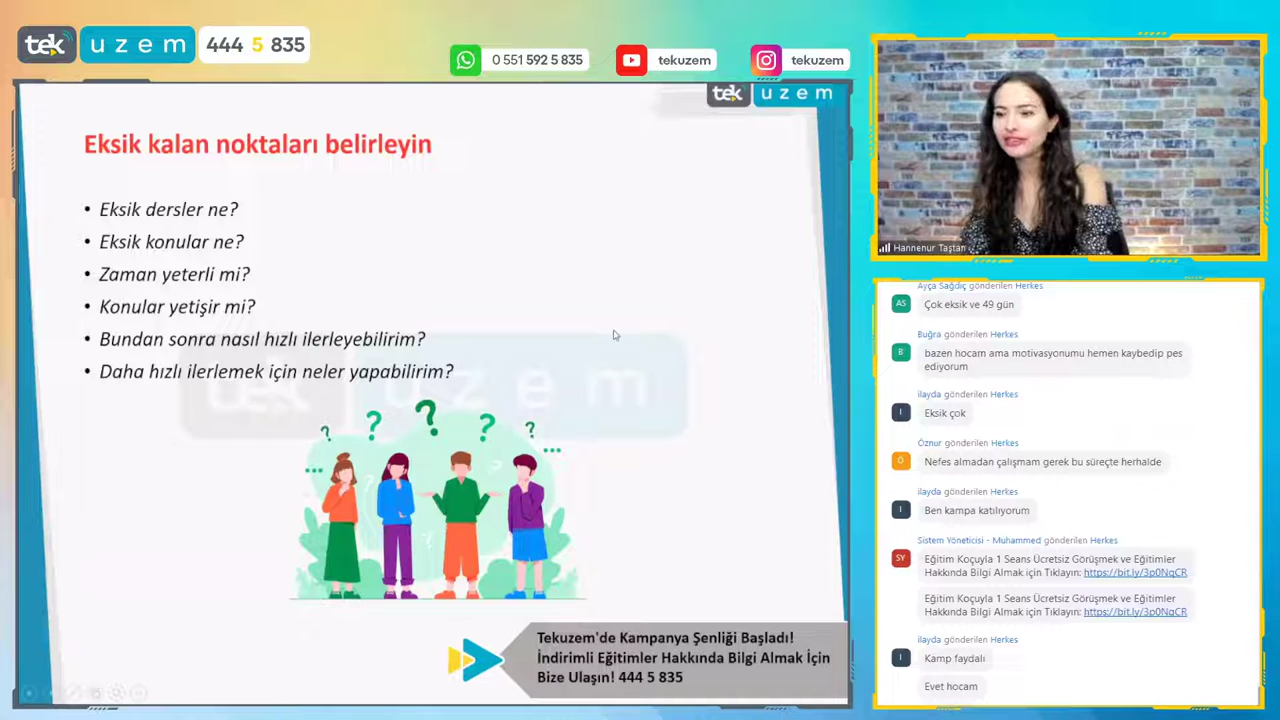 tek uzem 444 5 835
0 551 592 5 835
tekuzem
tekuzem
tek uzem
Eksik kalan noktaları belirleyin
• Eksik dersler ne?
• Eksik konular ne?
• Zaman yeterli mi?
• Konular yetişir mi?
• Bundan sonra nasıl hızlı ilerleyebilirim?
• Daha hızlı ilerlemek için neler yapabilirim?
tek uzem
? ? ? ? ?
Tekuzem'de Kampanya Şenliği Başladı!
İndirimli Eğitimler Hakkında Bilgi Almak İçin
Bize Ulaşın! 444 5 835
Hannenur Taştan
Ayça Sağdıç gönderilen Herkes
AS
Çok eksik ve 49 gün
Buğra gönderilen Herkes
B
bazen hocam ama motivasyonumu hemen kaybedip pes
ediyorum
ilayda gönderilen Herkes
I
Eksik çok
Öznur gönderilen Herkes
Ö
Nefes almadan çalışmam gerek bu süreçte herhalde
ilayda gönderilen Herkes
I
Ben kampa katılıyorum
Sistem Yöneticisi - Muhammed gönderilen Herkes
SY
Eğitim Koçuyla 1 Seans Ücretsiz Görüşmek ve Eğitimler
Hakkında Bilgi Almak için Tıklayın: https://bit.ly/3p0NqCR
Eğitim Koçuyla 1 Seans Ücretsiz Görüşmek ve Eğitimler
Hakkında Bilgi Almak için Tıklayın: https://bit.ly/3p0NqCR
ilayda gönderilen Herkes
I
Kamp faydalı
Evet hocam